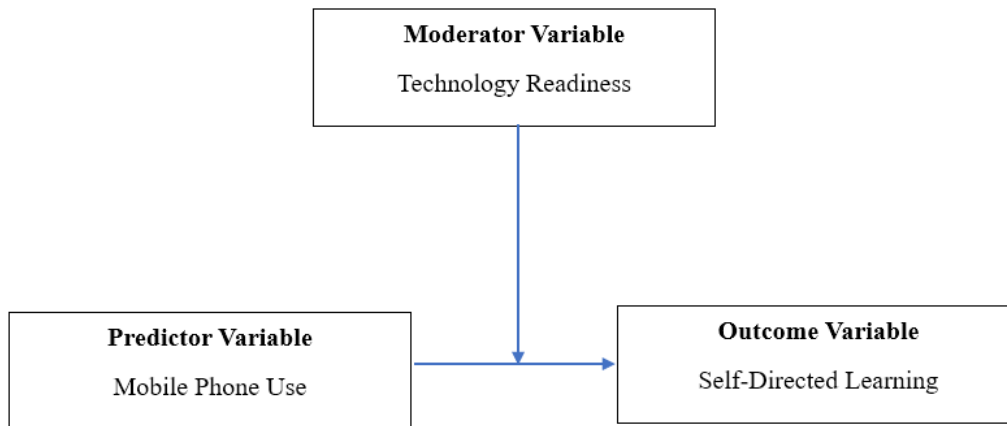 Moderator Variable
Technology Readiness
Predictor Variable
Mobile Phone Use
Outcome Variable
Self-Directed Learning